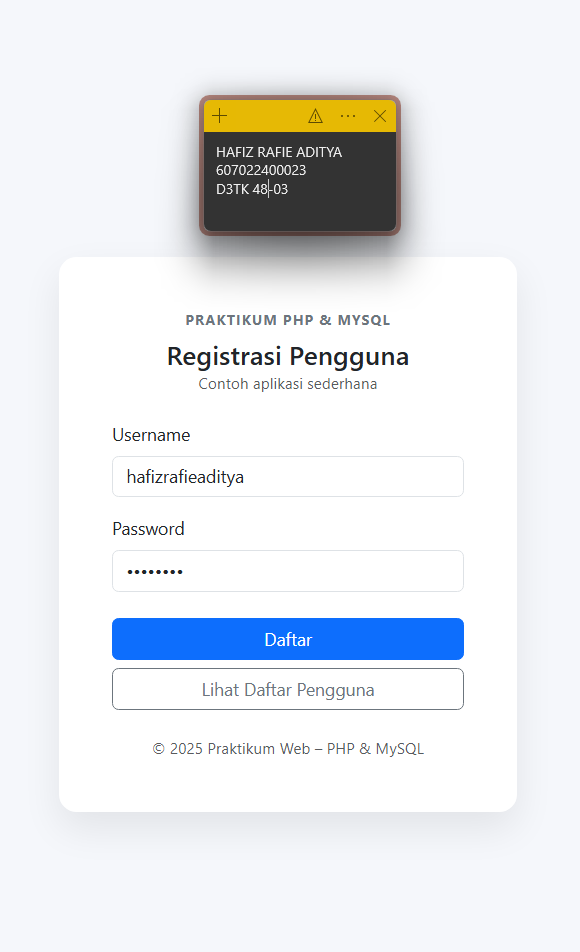 HAFIZ RAFIE ADITYA
607022400023
D3TK 48-03
PRAKTIKUM PHP & MYSQL
Registrasi Pengguna
Contoh aplikasi sederhana
Username
hafizrafieaditya
Password
••••••••
Daftar
Lihat Daftar Pengguna
© 2025 Praktikum Web – PHP & MySQL